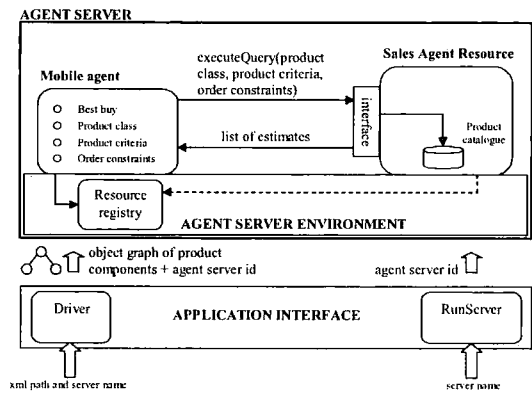 AGENT SERVER
executeQuery(product
class, product criteria,
order constraints)
Sales Agent Resource
Mobile agent
Best buy
Product class
Product criteria
Order constraints
interface
list of estimates
Product
catalogue
Resource
registry
AGENT SERVER ENVIRONMENT
object graph of product
components + agent server id
agent server id
Driver
APPLICATION INTERFACE
RunServer
xml path and server name
server name